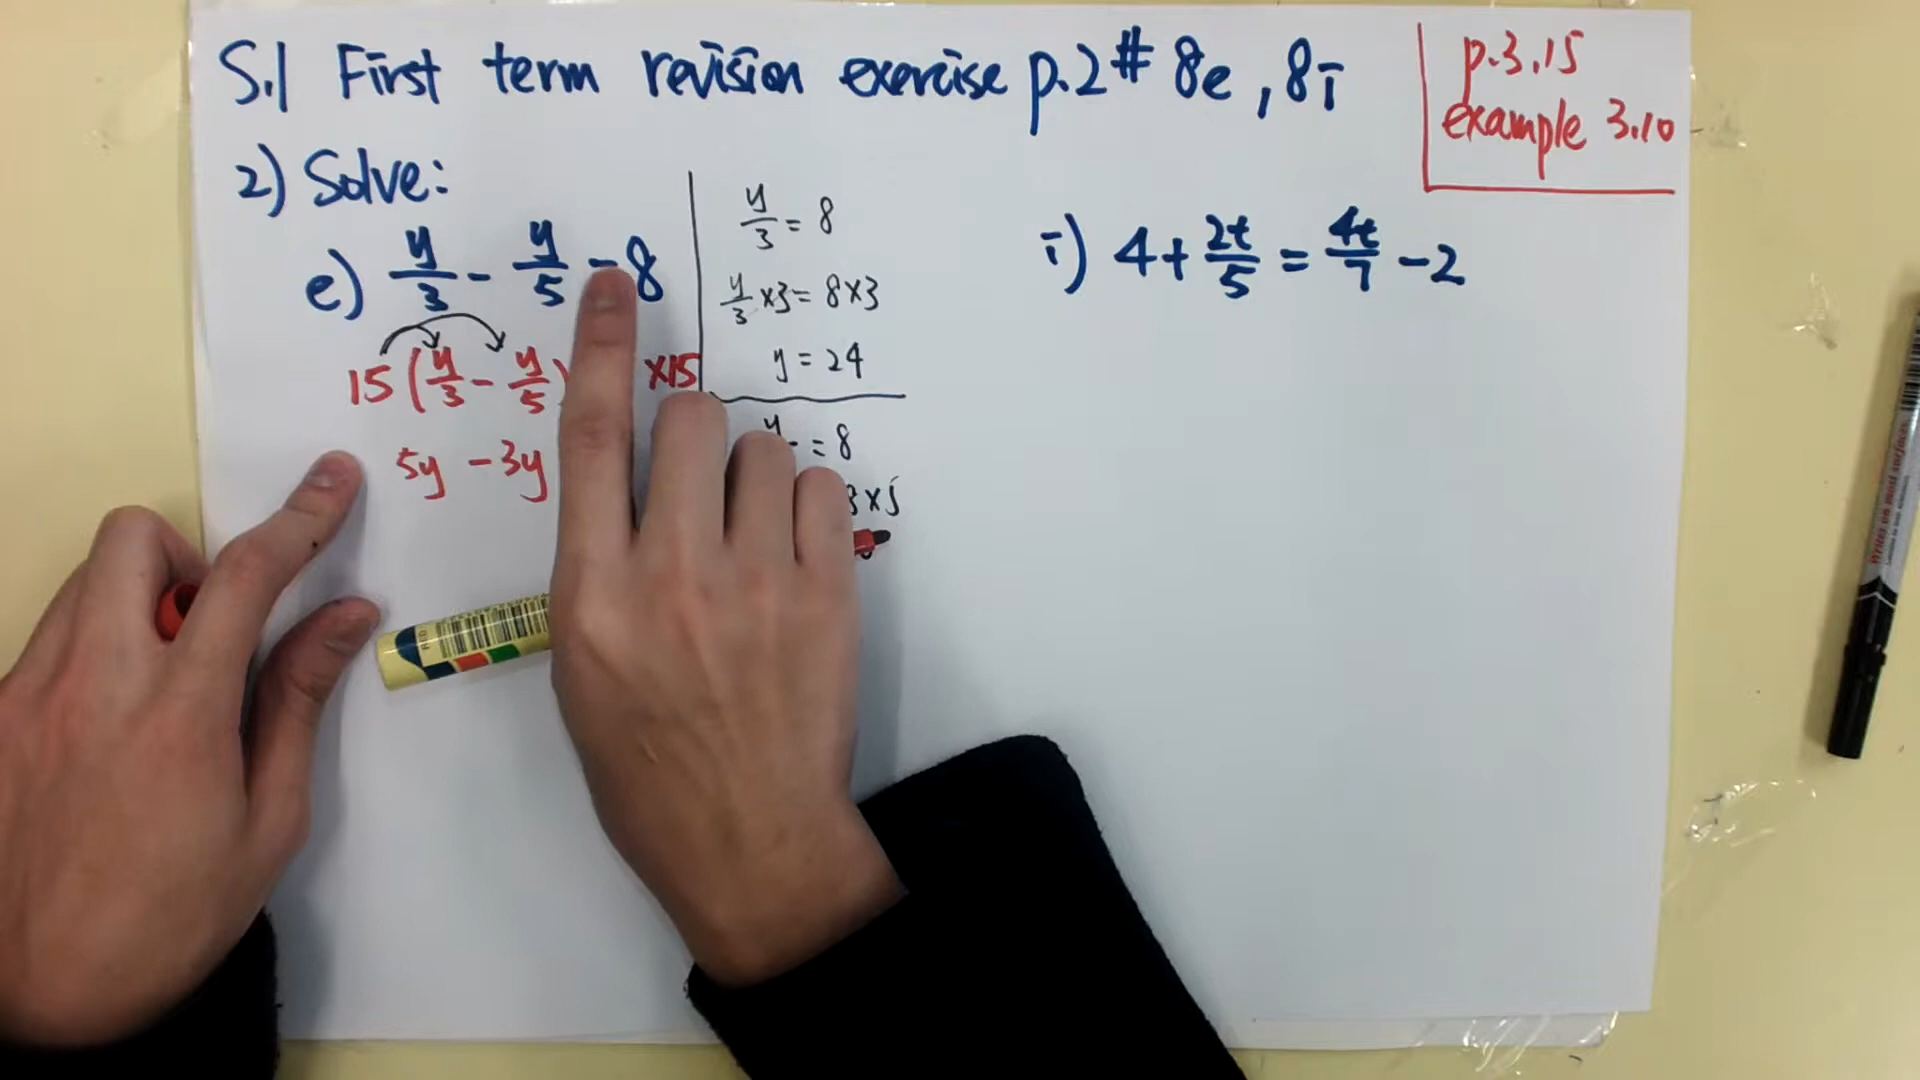 S.1 First term revision exercise p.2 # 8e, 8i
p.3.15
example 3.10
2) Solve:
e) y/3 - y/5 = 8
15 (y/3 - y/5) ×15
5y - 3y
y/3 = 8
y/3 ×3 = 8×3
y = 24
y = 8
×5
i) 4 + 2t/5 = 4t/7 - 2